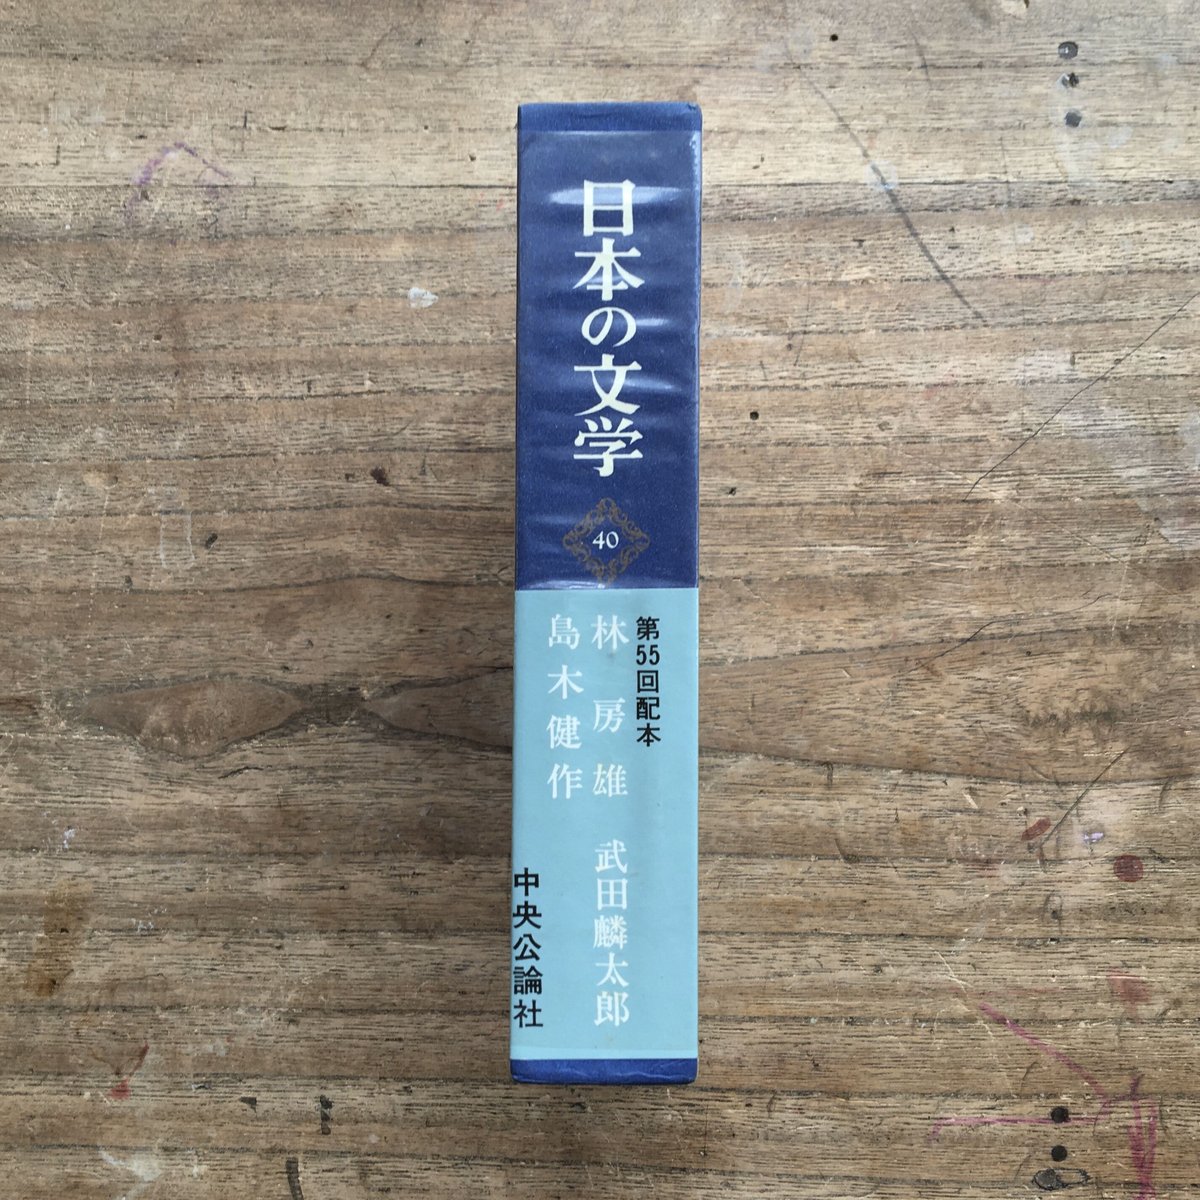 日本の文学
40
第55回配本
林房雄 武田麟太郎
島木健作
中央公論社